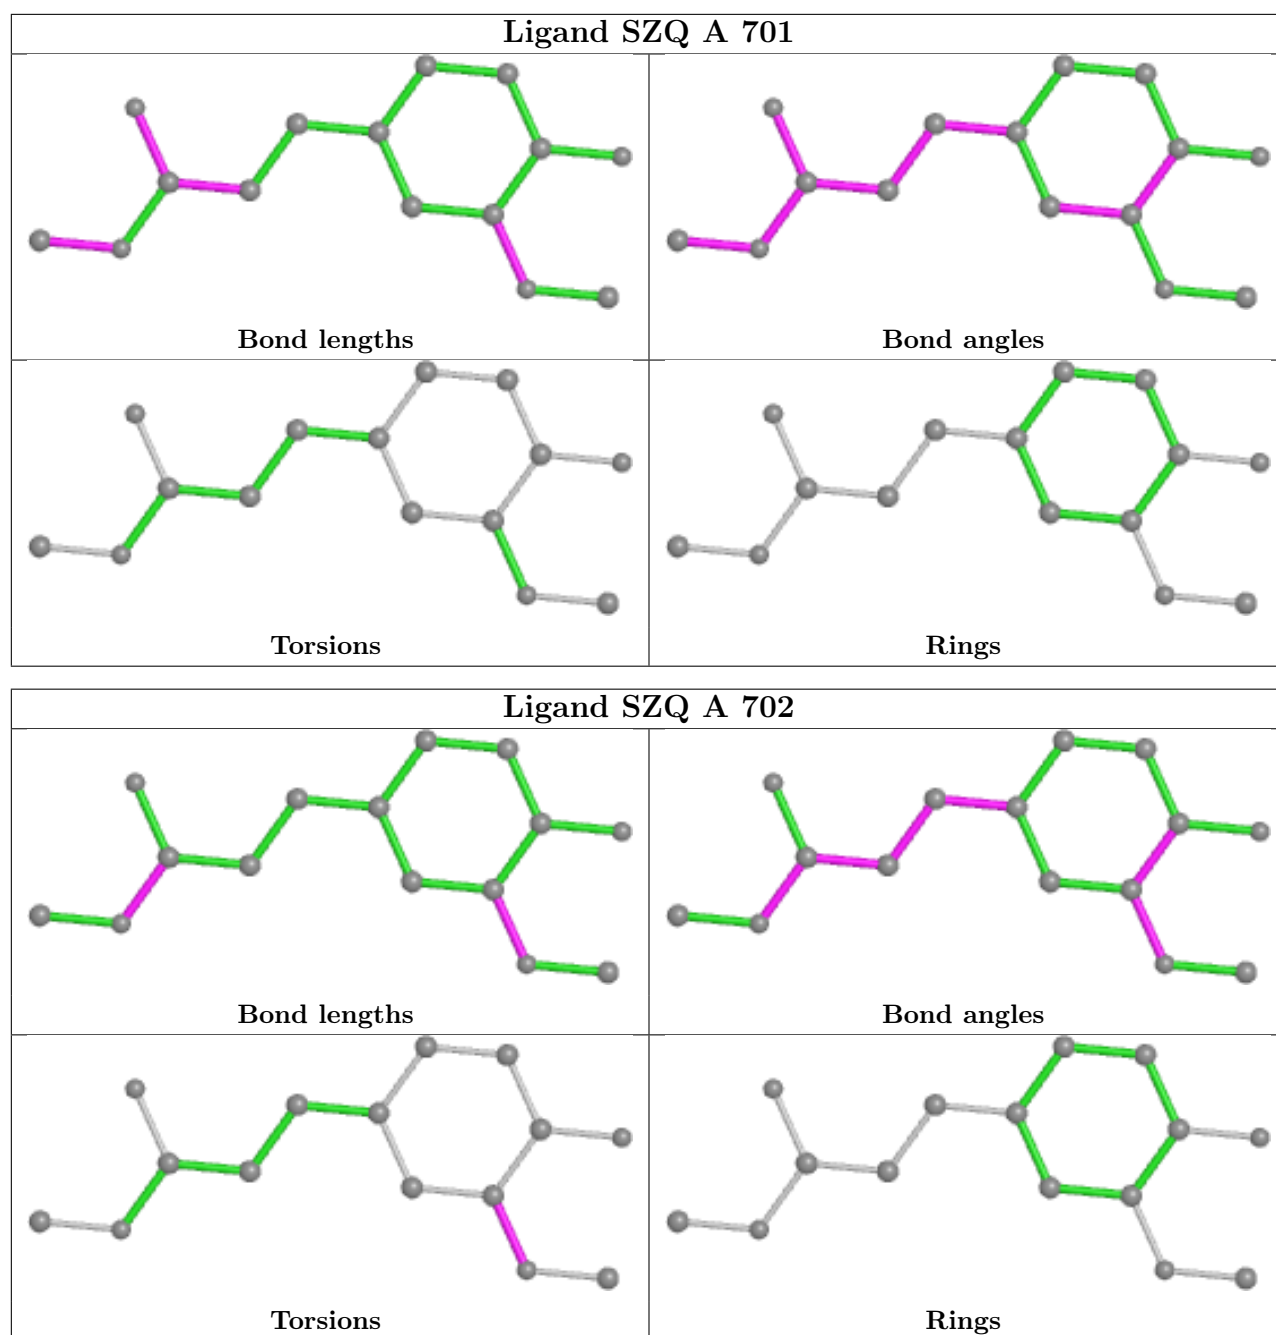 Ligand SZQ A 701
Bond lengths
Bond angles
Torsions
Rings
Ligand SZQ A 702
Bond lengths
Bond angles
Torsions
Rings